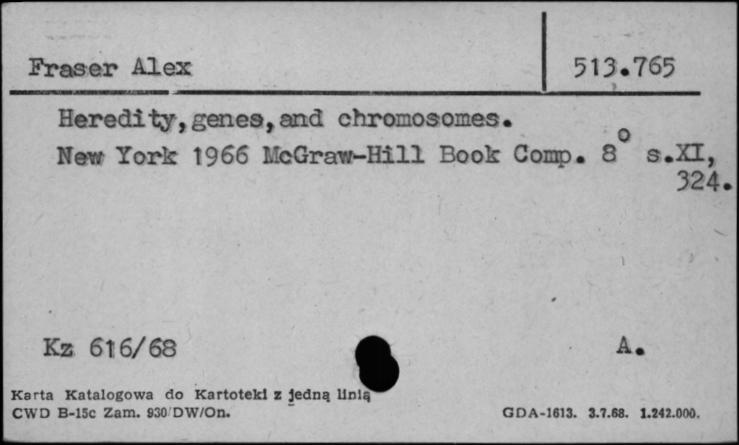 Fraser Alex 513.765
Heredity,genes,and chromosomes.
New York 1966 McGraw-Hill Book Comp. 8° s.XI,
324.
Kz 616/68 A.
Karta Katalogowa do Kartoteki z jedną linią
CWD B-15c Zam. 930/DW/On. GDA-1613. 3.7.68. 1.242.000.